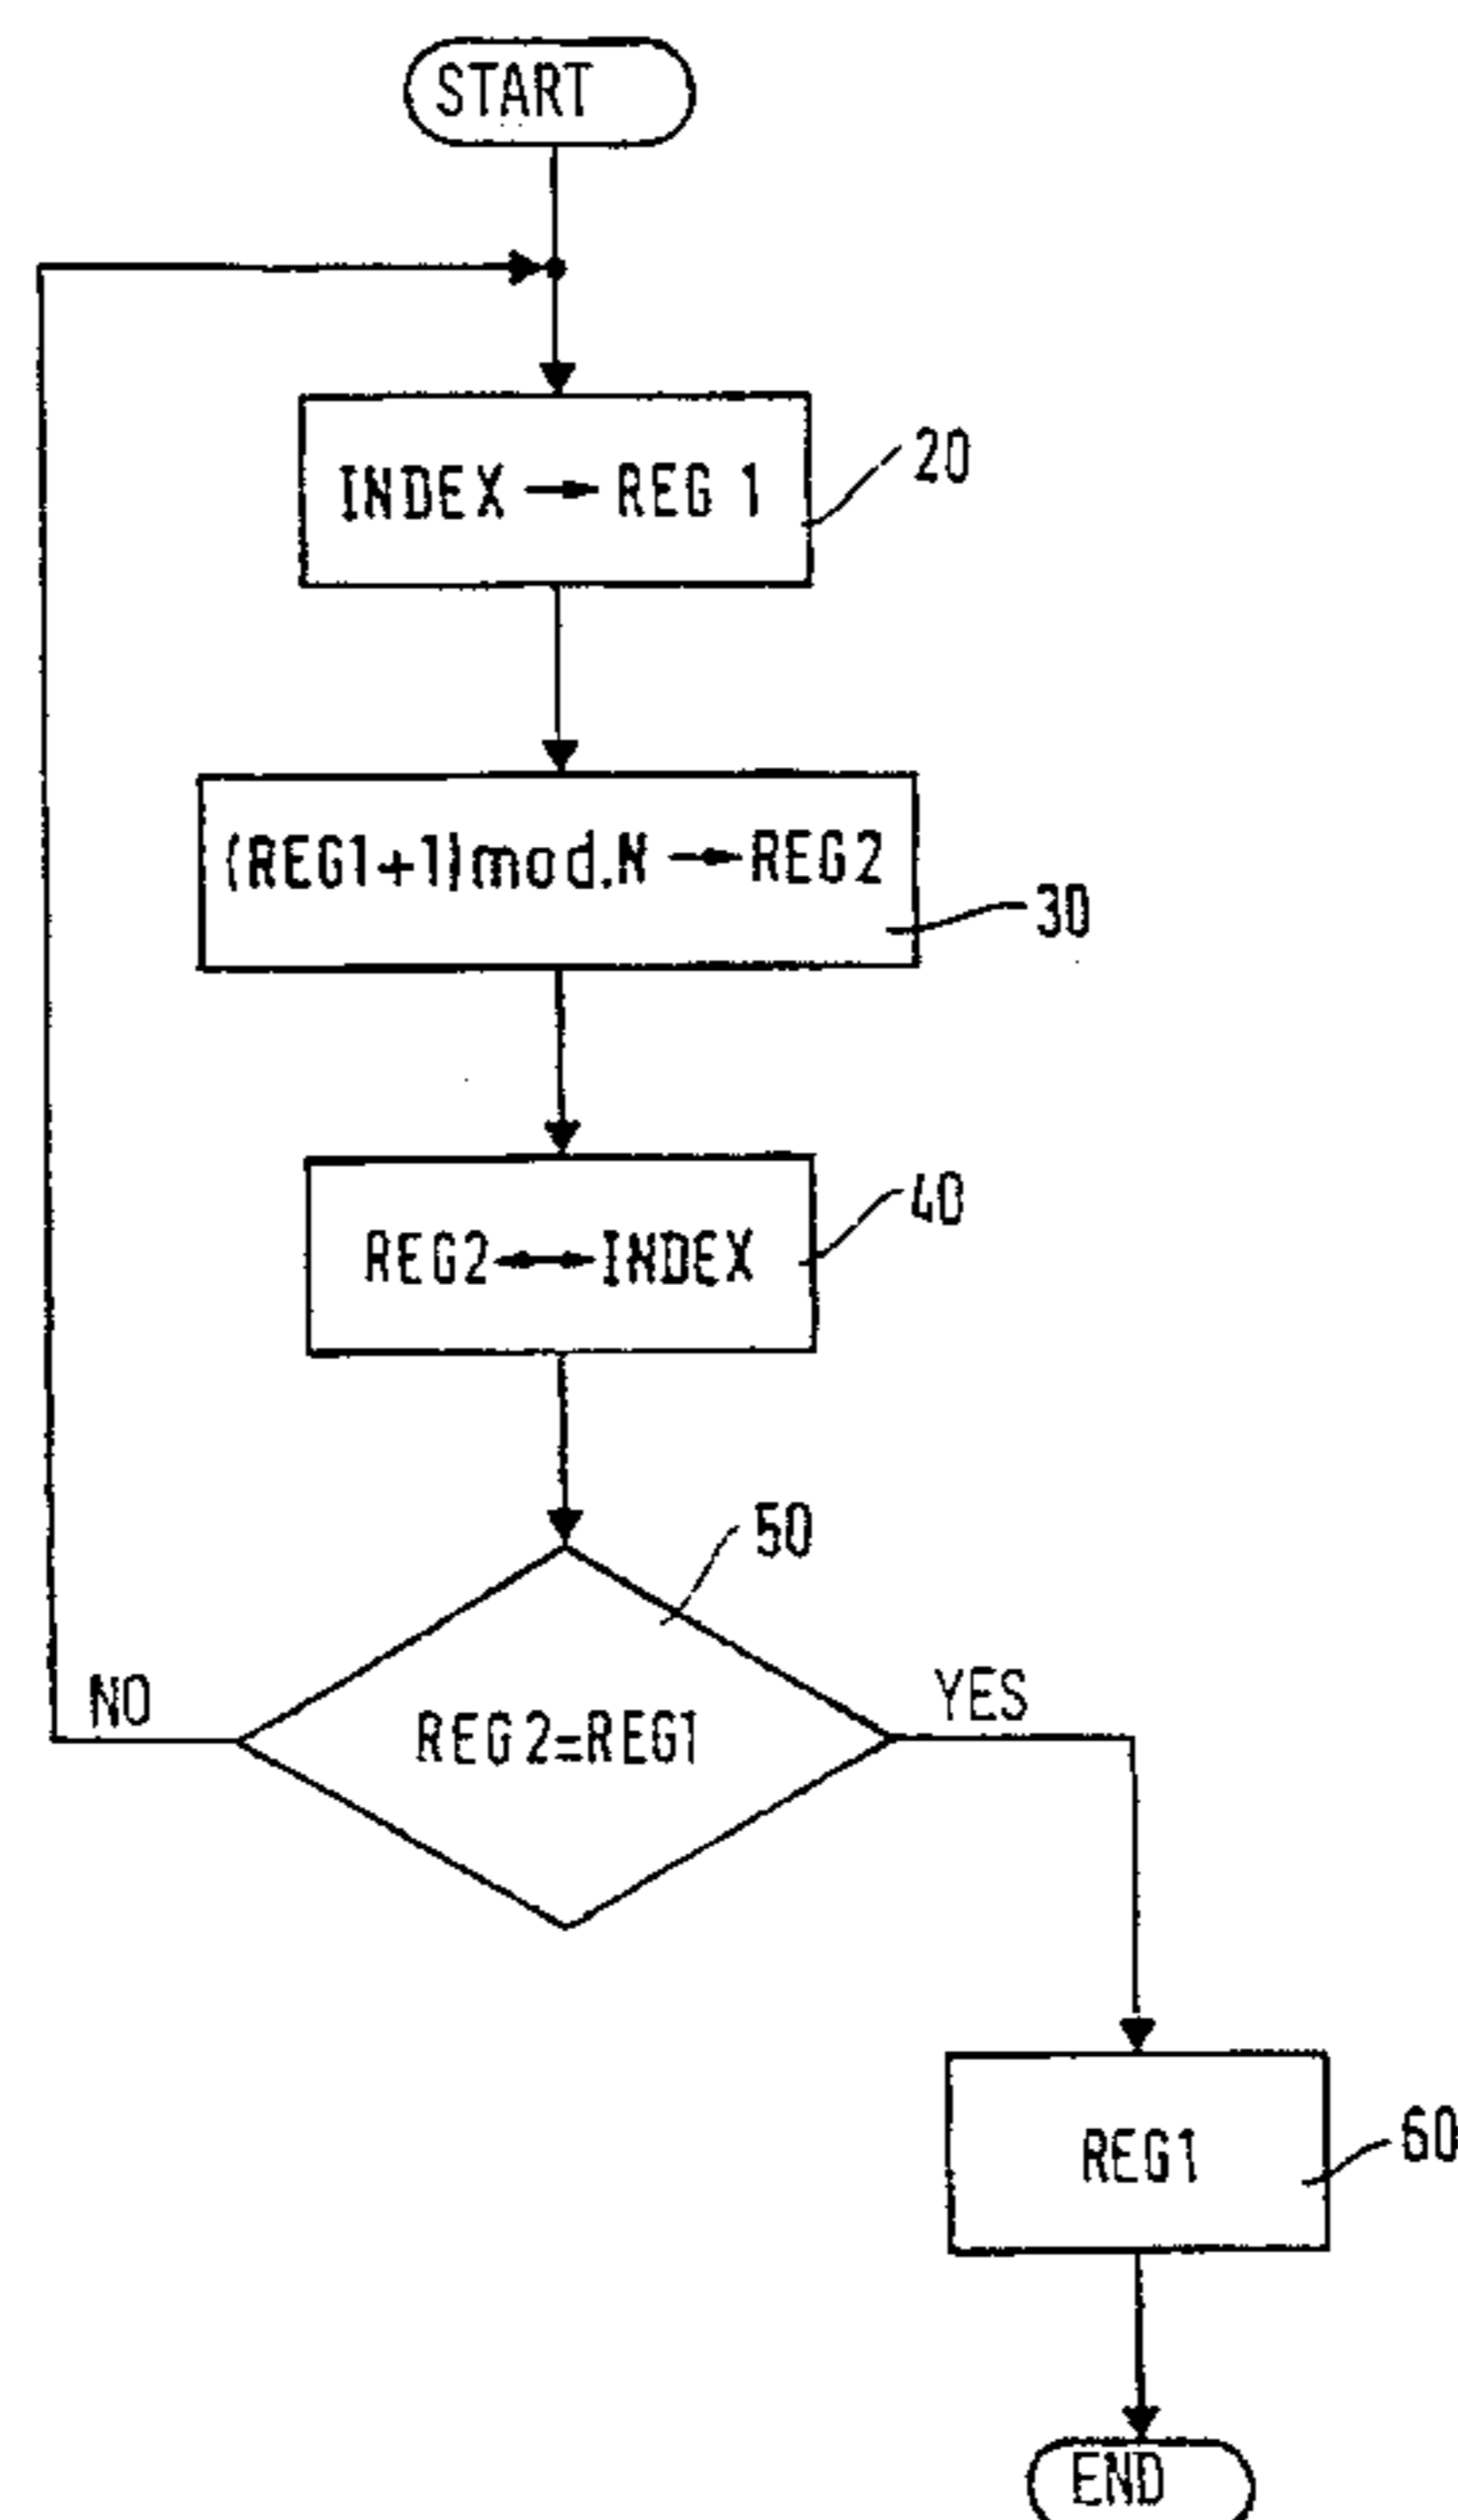 START
INDEX → REG 1
20
(REG1+1)mod.N → REG2
30
REG2 ↔ INDEX
40
50
NO
REG 2=REG1
YES
REG1
60
END